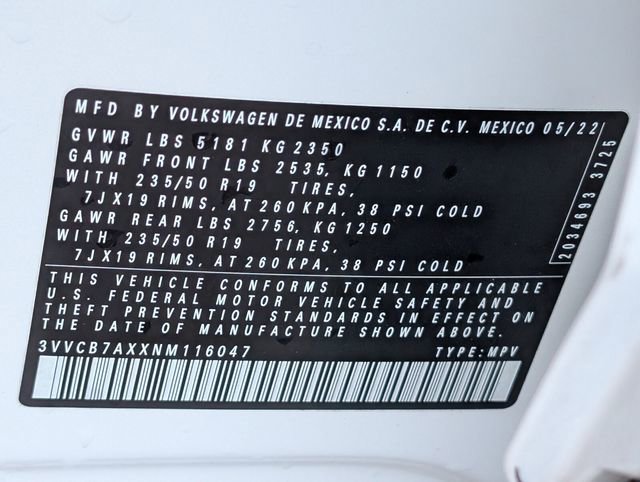 MFD BY VOLKSWAGEN DE MEXICO S.A. DE C.V. MEXICO 05/22
GVWR LBS 5181 KG 2350
GAWR FRONT LBS 2535, KG 1150
WITH 235/50 R19 TIRES,
7JX19 RIMS, AT 260 KPA, 38 PSI COLD
GAWR REAR LBS 2756, KG 1250
WITH 235/50 R19 TIRES,
7JX19 RIMS, AT 260 KPA, 38 PSI COLD
2034693 3725
THIS VEHICLE CONFORMS TO ALL APPLICABLE
U.S. FEDERAL MOTOR VEHICLE SAFETY AND
THEFT PREVENTION STANDARDS IN EFFECT ON
THE DATE OF MANUFACTURE SHOWN ABOVE.
3VVCB7AXXNM116047 TYPE: MPV